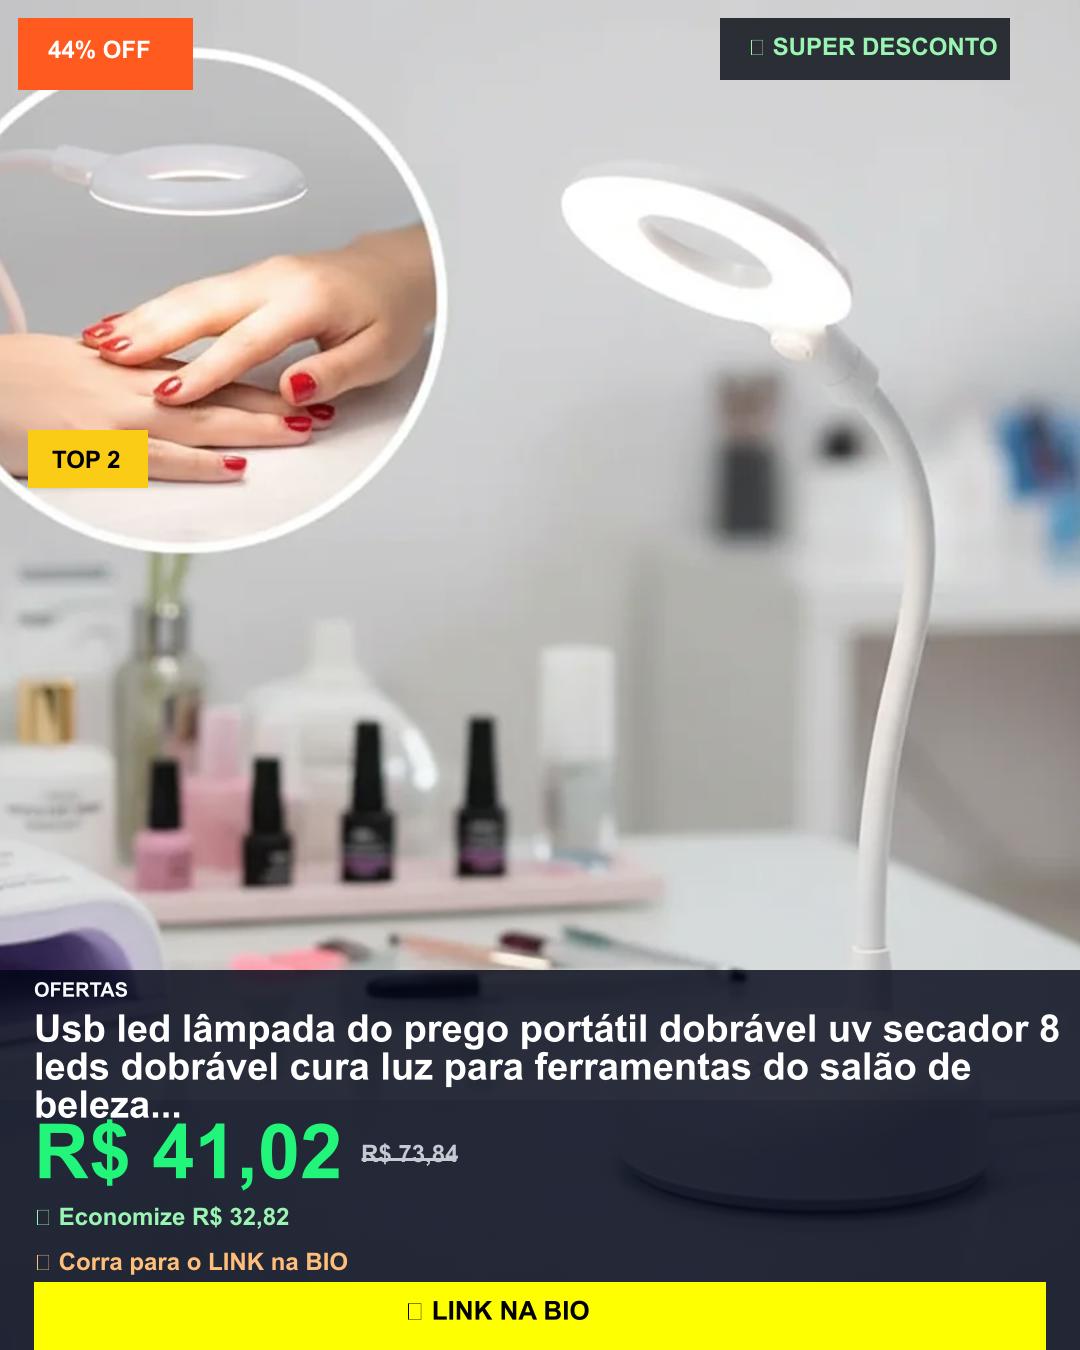 44% OFF
SUPER DESCONTO
TOP 2
OFERTAS
Usb led lâmpada do prego portátil dobrável uv secador 8
leds dobrável cura luz para ferramentas do salão de
beleza...
R$ 41,02 R$ 73,84
Economize R$ 32,82
Corra para o LINK na BIO
LINK NA BIO